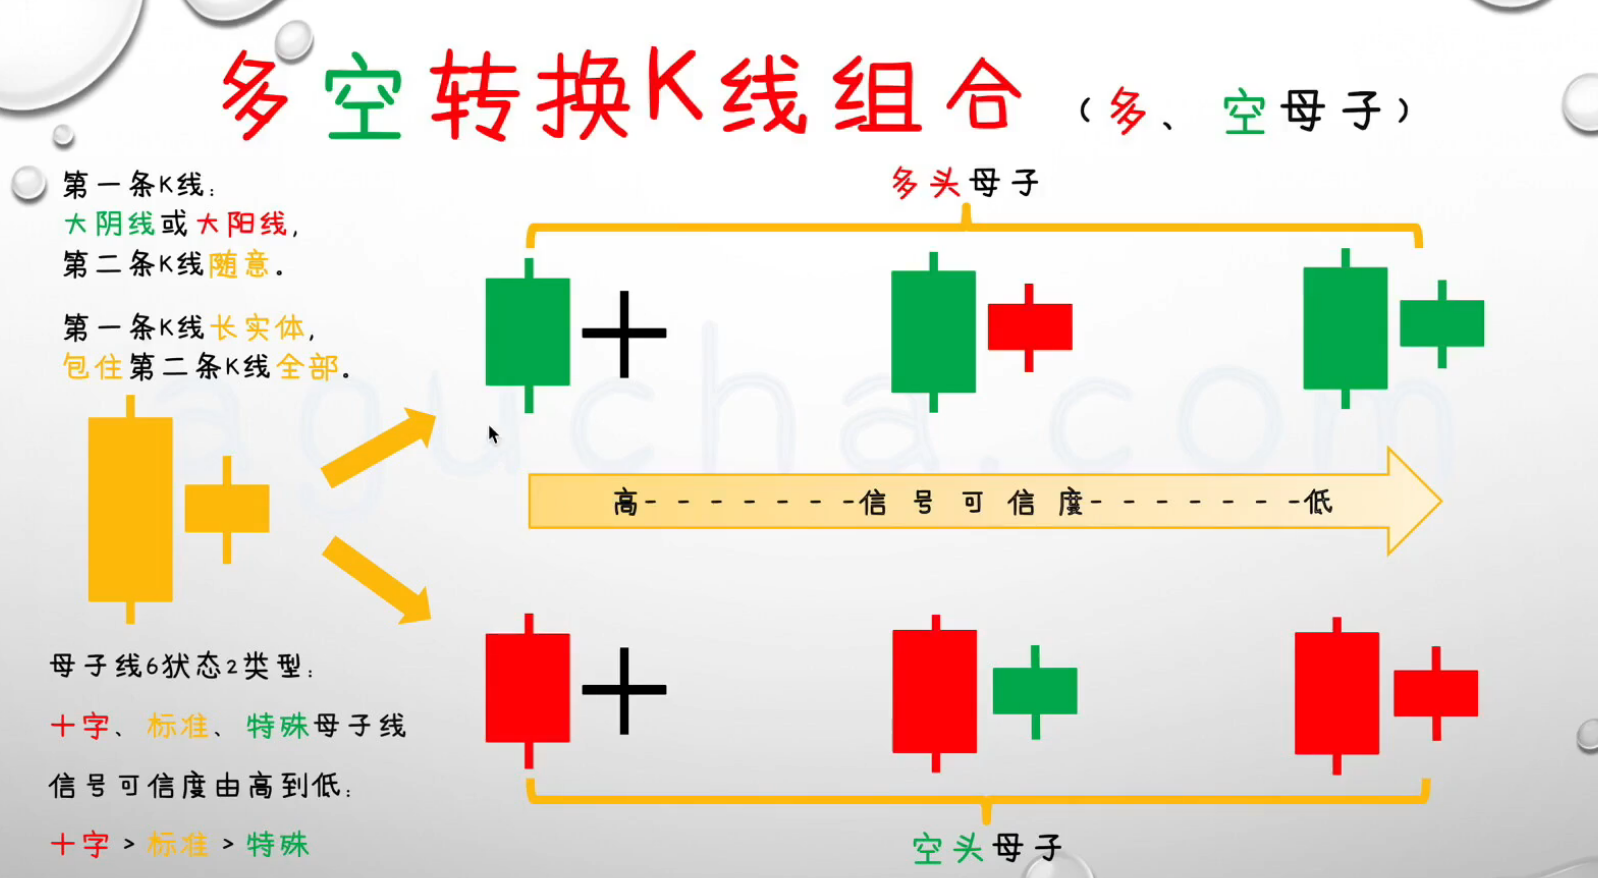 多空转换K线组合（多、空母子）
第一条K线：
大阴线或大阳线，
第二条K线随意。
第一条K线长实体，
包住第二条K线全部。
多头母子
高-------信号可信度-------低
母子线6状态2类型：
十字、标准、特殊母子线
信号可信度由高到低：
十字>标准>特殊
空头母子
agucha.com